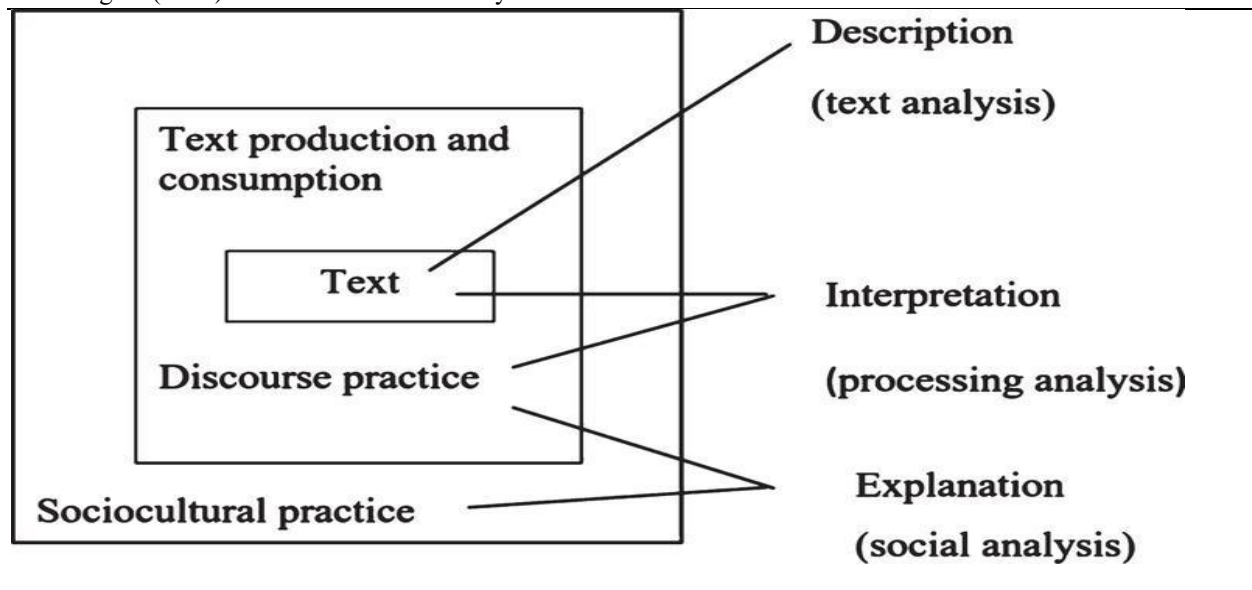 Description
(text analysis)
Text production and
consumption
Text
Interpretation
Discourse practice
(processing analysis)
Explanation
Sociocultural practice
(social analysis)